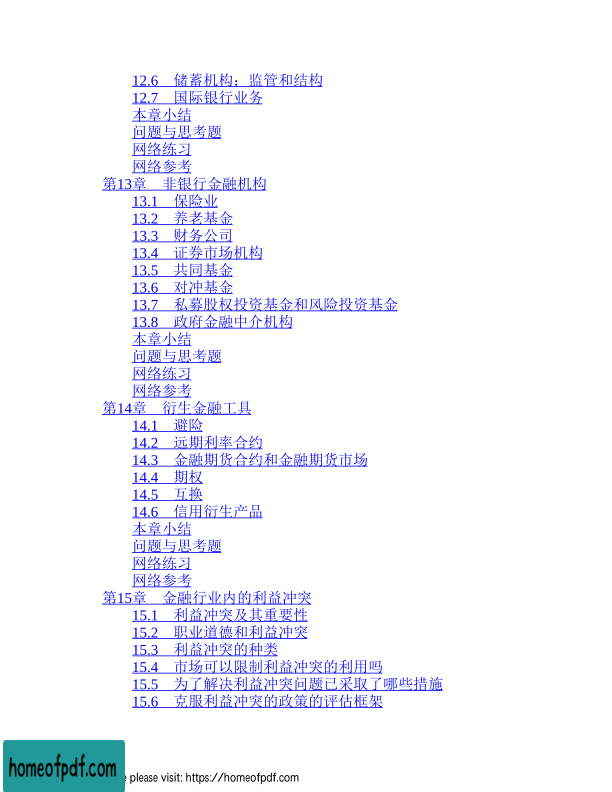 12.6　储蓄机构：监管和结构
12.7　国际银行业务
本章小结
问题与思考题
网络练习
网络参考
第13章　非银行金融机构
13.1　保险业
13.2　养老基金
13.3　财务公司
13.4　证券市场机构
13.5　共同基金
13.6　对冲基金
13.7　私募股权投资基金和风险投资基金
13.8　政府金融中介机构
本章小结
问题与思考题
网络练习
网络参考
第14章　衍生金融工具
14.1　避险
14.2　远期利率合约
14.3　金融期货合约和金融期货市场
14.4　期权
14.5　互换
14.6　信用衍生产品
本章小结
问题与思考题
网络练习
网络参考
第15章　金融行业内的利益冲突
15.1　利益冲突及其重要性
15.2　职业道德和利益冲突
15.3　利益冲突的种类
15.4　市场可以限制利益冲突的利用吗
15.5　为了解决利益冲突问题已采取了哪些措施
15.6　克服利益冲突的政策的评估框架
homeofpdf.com
please visit: https://homeofpdf.com